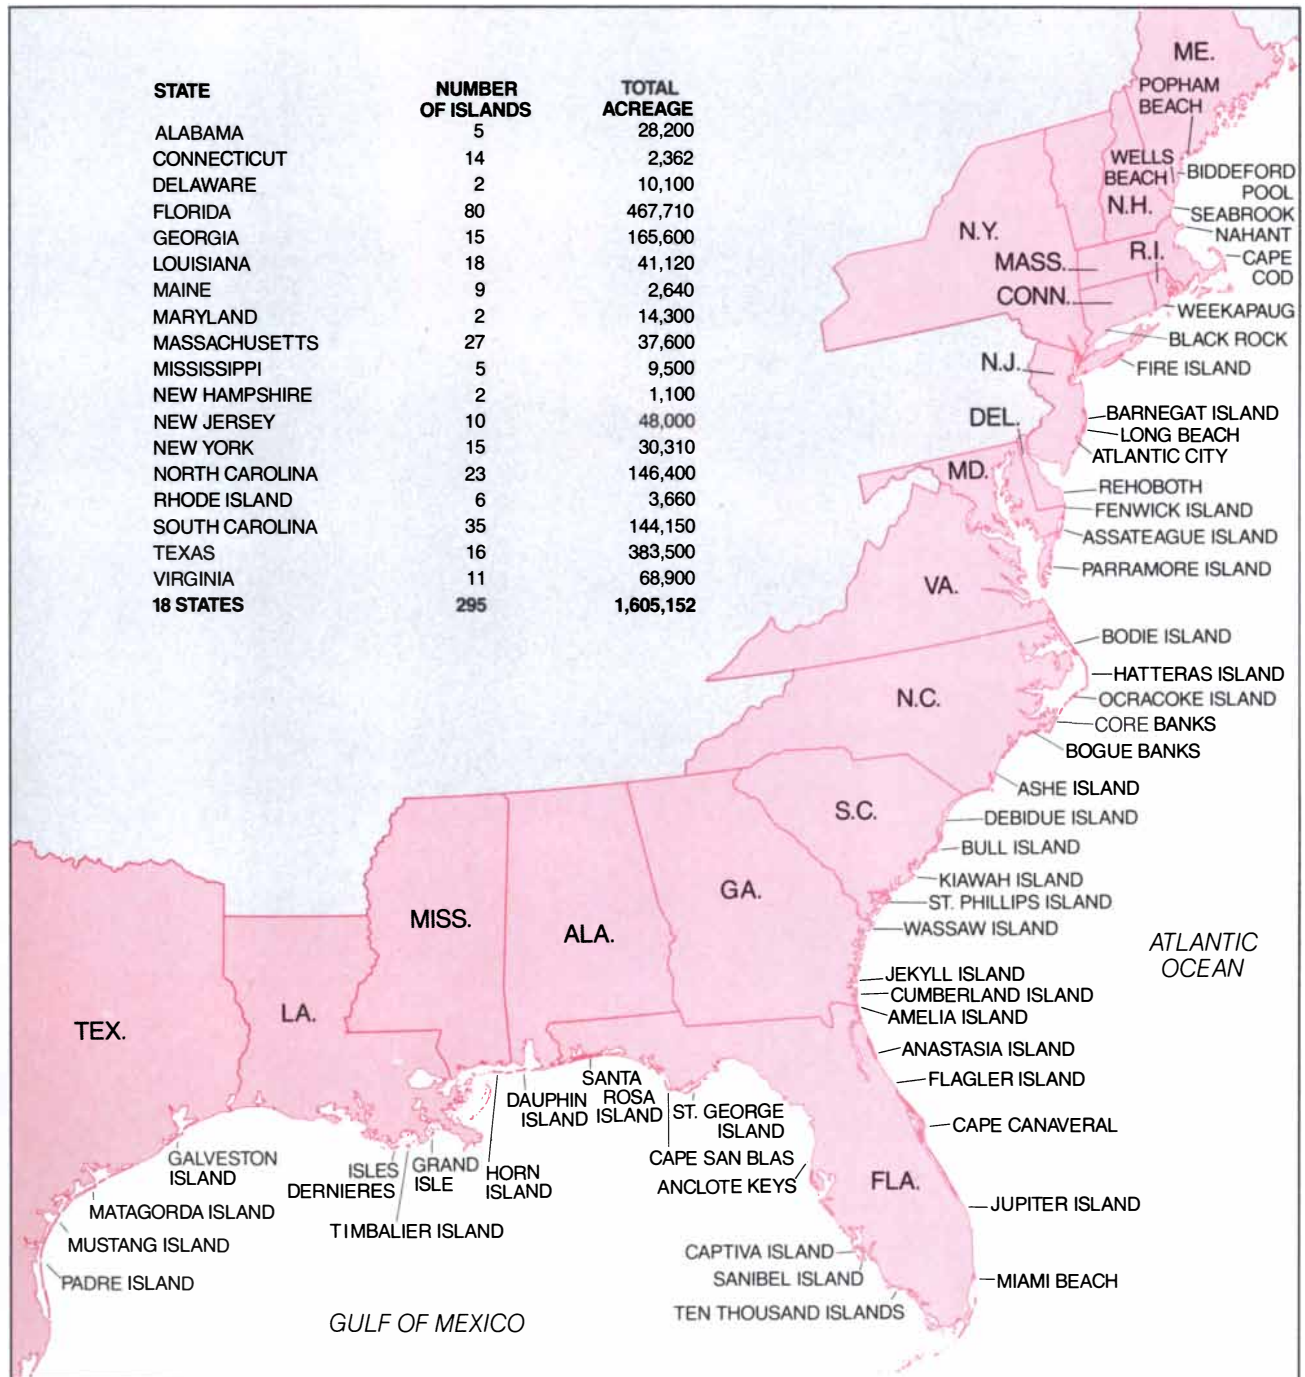 STATE NUMBER OF ISLANDS TOTAL ACREAGE
ALABAMA 5 28,200
CONNECTICUT 14 2,362
DELAWARE 2 10,100
FLORIDA 80 467,710
GEORGIA 15 165,600
LOUISIANA 18 41,120
MAINE 9 2,640
MARYLAND 2 14,300
MASSACHUSETTS 27 37,600
MISSISSIPPI 5 9,500
NEW HAMPSHIRE 2 1,100
NEW JERSEY 10 48,000
NEW YORK 15 30,310
NORTH CAROLINA 23 146,400
RHODE ISLAND 6 3,660
SOUTH CAROLINA 35 144,150
TEXAS 16 383,500
VIRGINIA 11 68,900
18 STATES 295 1,605,152
ME.
POPHAM
BEACH
WELLS
BEACH
BIDDEFORD
POOL
N.H.
SEABROOK
NAHANT
N.Y.
MASS.
R.I.
CAPE
COD
CONN.
WEEKAPAUG
BLACK ROCK
FIRE ISLAND
N.J.
BARNEGAT ISLAND
LONG BEACH
ATLANTIC CITY
DEL.
MD.
REHOBOTH
FENWICK ISLAND
ASSATEAGUE ISLAND
PARRAMORE ISLAND
VA.
BODIE ISLAND
HATTERAS ISLAND
OCRACOKE ISLAND
N.C.
CORE BANKS
BOGUE BANKS
ASHE ISLAND
S.C.
DEBIDUE ISLAND
BULL ISLAND
KIAWAH ISLAND
ST. PHILLIPS ISLAND
WASSAW ISLAND
GA.
MISS.
ALA.
ATLANTIC
OCEAN
JEKYLL ISLAND
CUMBERLAND ISLAND
AMELIA ISLAND
LA.
TEX.
ANASTASIA ISLAND
FLAGLER ISLAND
CAPE CANAVERAL
SANTA
ROSA
ISLAND
DAUPHIN
ISLAND
ST. GEORGE
ISLAND
CAPE SAN BLAS
ANCLOTE KEYS
FLA.
GALVESTON
ISLAND
ISLES
DERNIERES
GRAND
ISLE
HORN
ISLAND
MATAGORDA ISLAND
TIMBALIER ISLAND
JUPITER ISLAND
MUSTANG ISLAND
PADRE ISLAND
CAPTIVA ISLAND
SANIBEL ISLAND
MIAMI BEACH
TEN THOUSAND ISLANDS
GULF OF MEXICO